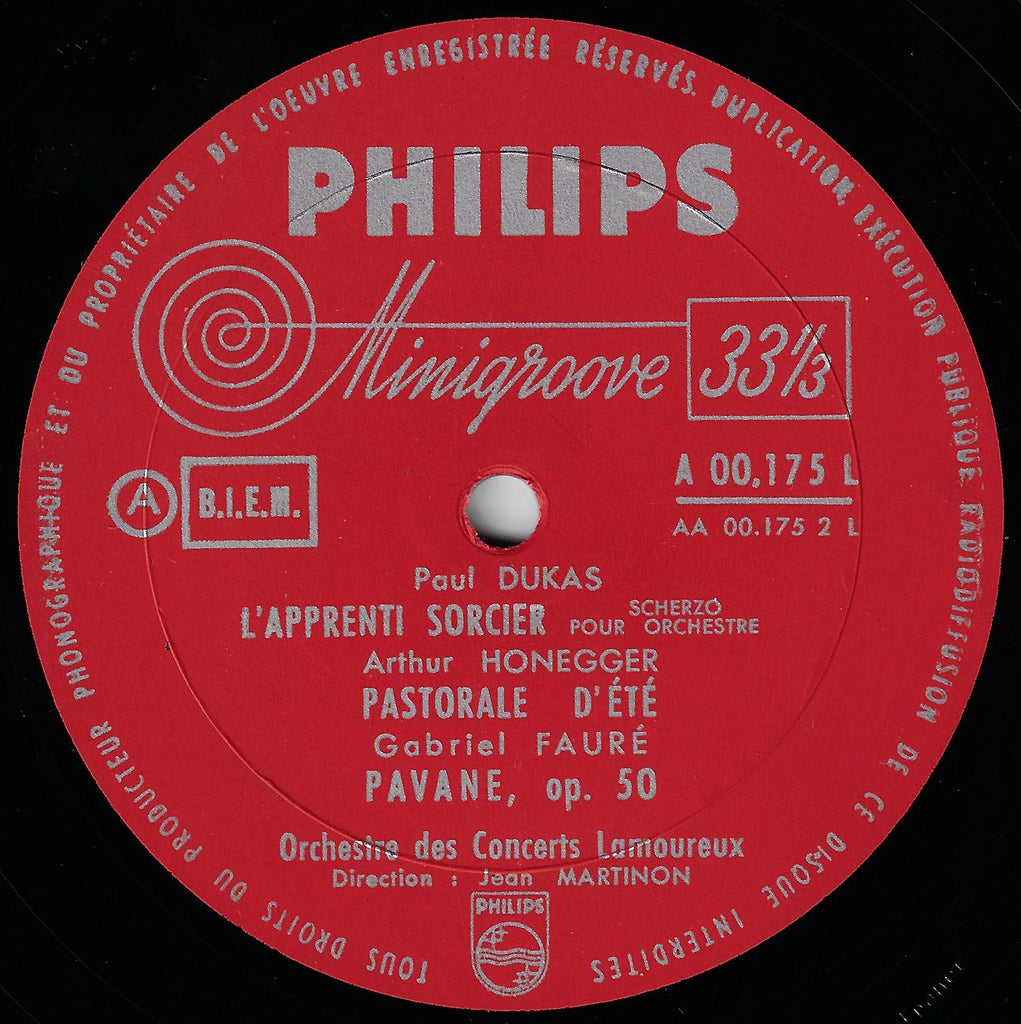 TOUS DROITS DU PRODUCTEUR PHONOGRAPHIQUE ET DU PROPRIÉTAIRE DE L'OEUVRE ENREGISTRÉE RÉSERVÉS. DUPLICATION, EXÉCUTION PUBLIQUE RADIODIFFUSION DE CE DISQUE INTERDITES
PHILIPS
Minigroove 33⅓
A B.I.E.M.
A 00.175 L
AA 00.175 2 L
Paul DUKAS
L'APPRENTI SORCIER SCHERZO POUR ORCHESTRE
Arthur HONEGGER
PASTORALE D'ÉTÉ
Gabriel FAURÉ
PAVANE, op. 50
Orchestre des Concerts Lamoureux
Direction : Jean MARTINON
PHILIPS